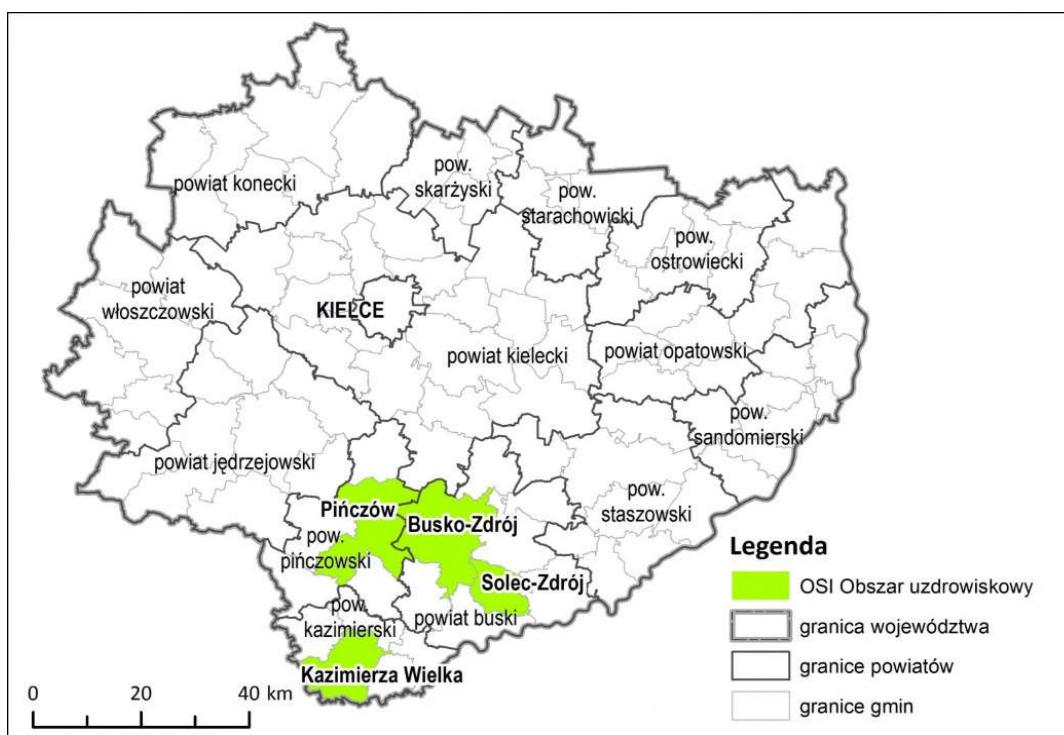 pow.
skarżyski
powiat konecki
pow.
starachowicki
pow.
ostrowiecki
powiat
włoszczowski
KIELCE
powiat kielecki
powiat opatowski
pow.
sandomierski
powiat jędrzejowski
Pińczów
Busko-Zdrój
pow.
staszowski
pow.
pińczowski
Solec-Zdrój
pow.
kazimierski
powiat buski
Kazimierza Wielka
0 20 40 km
Legenda
OSI Obszar uzdrowiskowy
granica województwa
granice powiatów
granice gmin